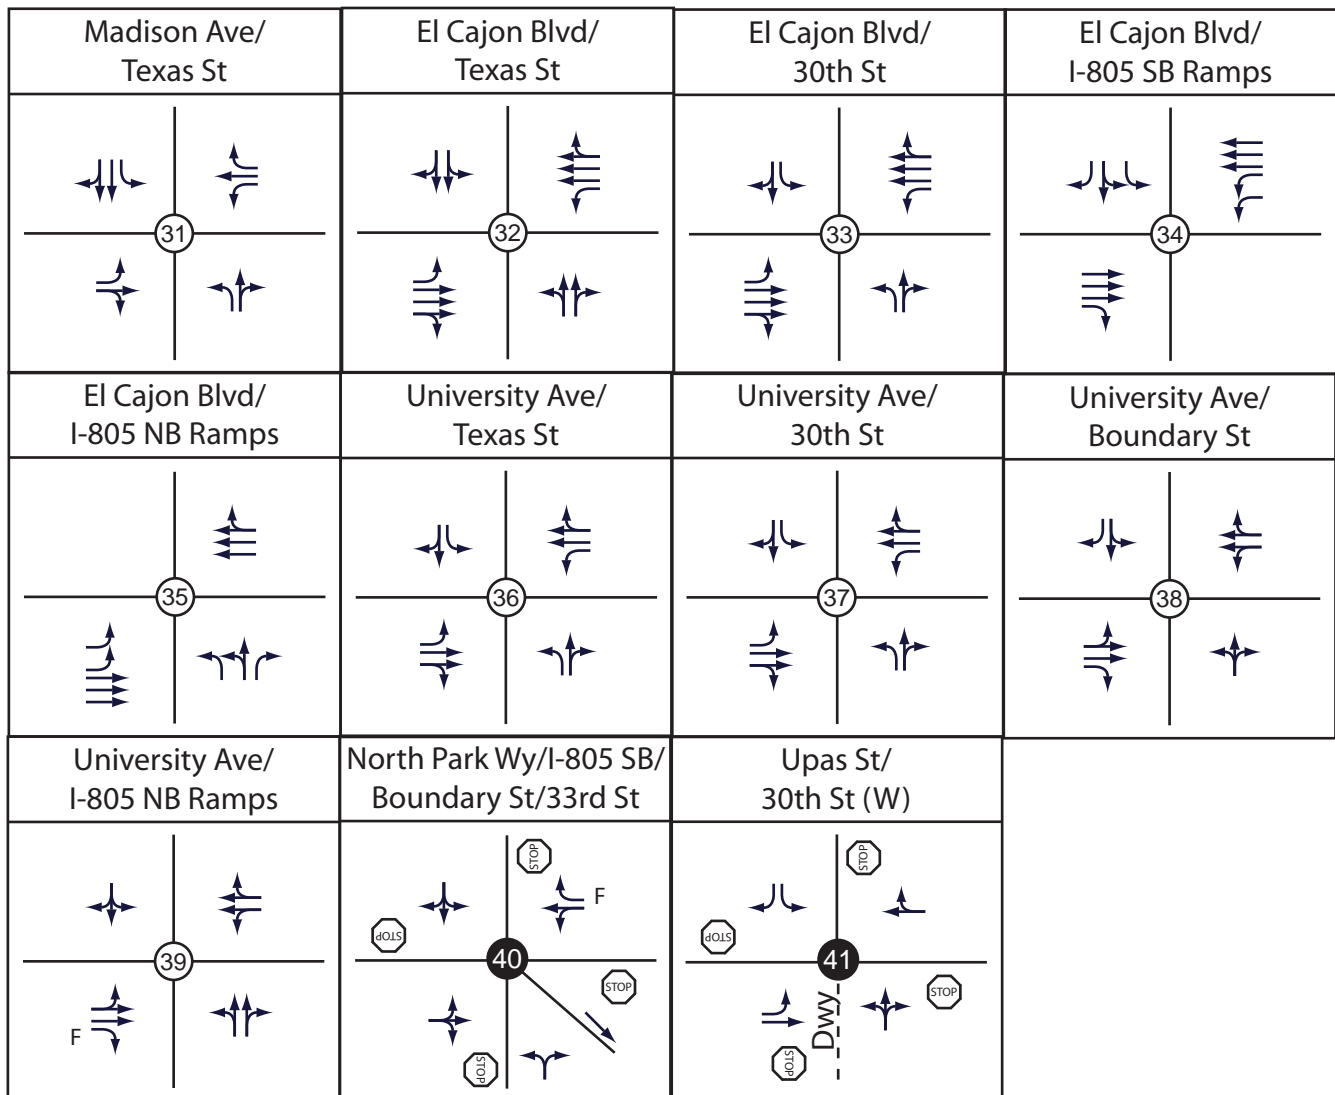 Madison Ave/
Texas St
31
El Cajon Blvd/
Texas St
32
El Cajon Blvd/
30th St
33
El Cajon Blvd/
I-805 SB Ramps
34
El Cajon Blvd/
I-805 NB Ramps
35
University Ave/
Texas St
36
University Ave/
30th St
37
University Ave/
Boundary St
38
University Ave/
I-805 NB Ramps
39
F
North Park Wy/I-805 SB/
Boundary St/33rd St
STOP
F
STOP
40
STOP
STOP
Upas St/
30th St (W)
STOP
STOP
41
STOP
Dwy
STOP